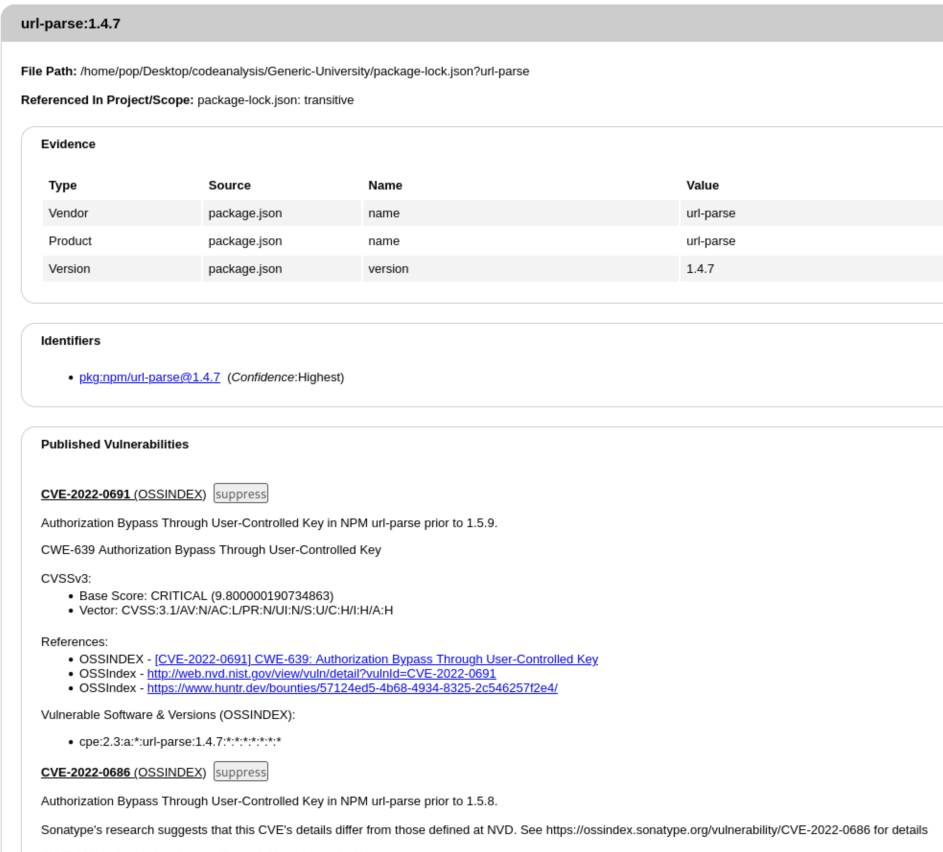 url-parse:1.4.7
File Path: /home/pop/Desktop/codeanalysis/Generic-University/package-lock.json?url-parse
Referenced In Project/Scope: package-lock.json: transitive
Evidence
Type Source Name Value
Vendor package.json name url-parse
Product package.json name url-parse
Version package.json version 1.4.7
Identifiers
• pkg:npm/url-parse@1.4.7 (Confidence:Highest)
Published Vulnerabilities
CVE-2022-0691 (OSSINDEX) suppress
Authorization Bypass Through User-Controlled Key in NPM url-parse prior to 1.5.9.
CWE-639 Authorization Bypass Through User-Controlled Key
CVSSv3:
• Base Score: CRITICAL (9.800000190734863)
• Vector: CVSS:3.1/AV:N/AC:L/PR:N/UI:N/S:U/C:H/I:H/A:H
References:
• OSSINDEX - [CVE-2022-0691] CWE-639: Authorization Bypass Through User-Controlled Key
• OSSIndex - http://web.nvd.nist.gov/view/vuln/detail?vulnId=CVE-2022-0691
• OSSIndex - https://www.huntr.dev/bounties/57124ed5-4b68-4934-8325-2c546257f2e4/
Vulnerable Software & Versions (OSSINDEX):
• cpe:2.3:a:*:url-parse:1.4.7:*:*:*:*:*:*:*
CVE-2022-0686 (OSSINDEX) suppress
Authorization Bypass Through User-Controlled Key in NPM url-parse prior to 1.5.8.
Sonatype's research suggests that this CVE's details differ from those defined at NVD. See https://ossindex.sonatype.org/vulnerability/CVE-2022-0686 for details